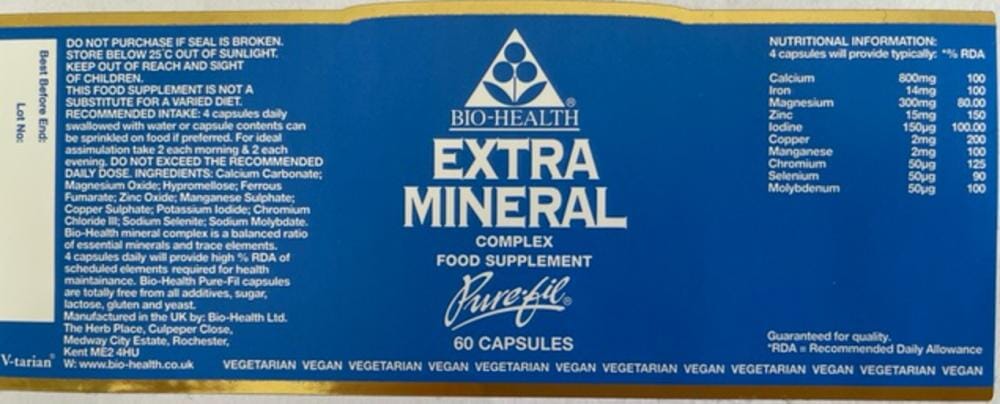 Best Before End:
Lot No:
V-tarian®
DO NOT PURCHASE IF SEAL IS BROKEN.
STORE BELOW 25°C OUT OF SUNLIGHT.
KEEP OUT OF REACH AND SIGHT
OF CHILDREN.
THIS FOOD SUPPLEMENT IS NOT A
SUBSTITUTE FOR A VARIED DIET.
RECOMMENDED INTAKE: 4 capsules daily
swallowed with water or capsule contents can
be sprinkled on food if preferred. For ideal
assimulation take 2 each morning & 2 each
evening. DO NOT EXCEED THE RECOMMENDED
DAILY DOSE. INGREDIENTS: Calcium Carbonate;
Magnesium Oxide; Hypromellose; Ferrous
Fumarate; Zinc Oxide; Manganese Sulphate;
Copper Sulphate; Potassium Iodide; Chromium
Chloride III; Sodium Selenite; Sodium Molybdate.
Bio-Health mineral complex is a balanced ratio
of essential minerals and trace elements.
4 capsules daily will provide high % RDA of
scheduled elements required for health
maintainance. Bio-Health Pure-Fil capsules
are totally free from all additives, sugar,
lactose, gluten and yeast.
Manufactured in the UK by: Bio-Health Ltd.
The Herb Place, Culpeper Close,
Medway City Estate, Rochester,
Kent ME2 4HU
W: www.bio-health.co.uk
BIO-HEALTH®
EXTRA
MINERAL
COMPLEX
FOOD SUPPLEMENT
Pure-fil®
60 CAPSULES
NUTRITIONAL INFORMATION:
4 capsules will provide typically: *% RDA
Calcium 800mg 100
Iron 14mg 100
Magnesium 300mg 80.00
Zinc 15mg 150
Iodine 150µg 100.00
Copper 2mg 200
Manganese 2mg 100
Chromium 50µg 125
Selenium 50µg 90
Molybdenum 50µg 100
Guaranteed for quality.
*RDA = Recommended Daily Allowance
VEGETARIAN VEGAN VEGETARIAN VEGAN VEGETARIAN VEGAN VEGETARIAN VEGAN VEGETARIAN VEGAN VEGETARIAN VEGAN VEGETARIAN VEGAN